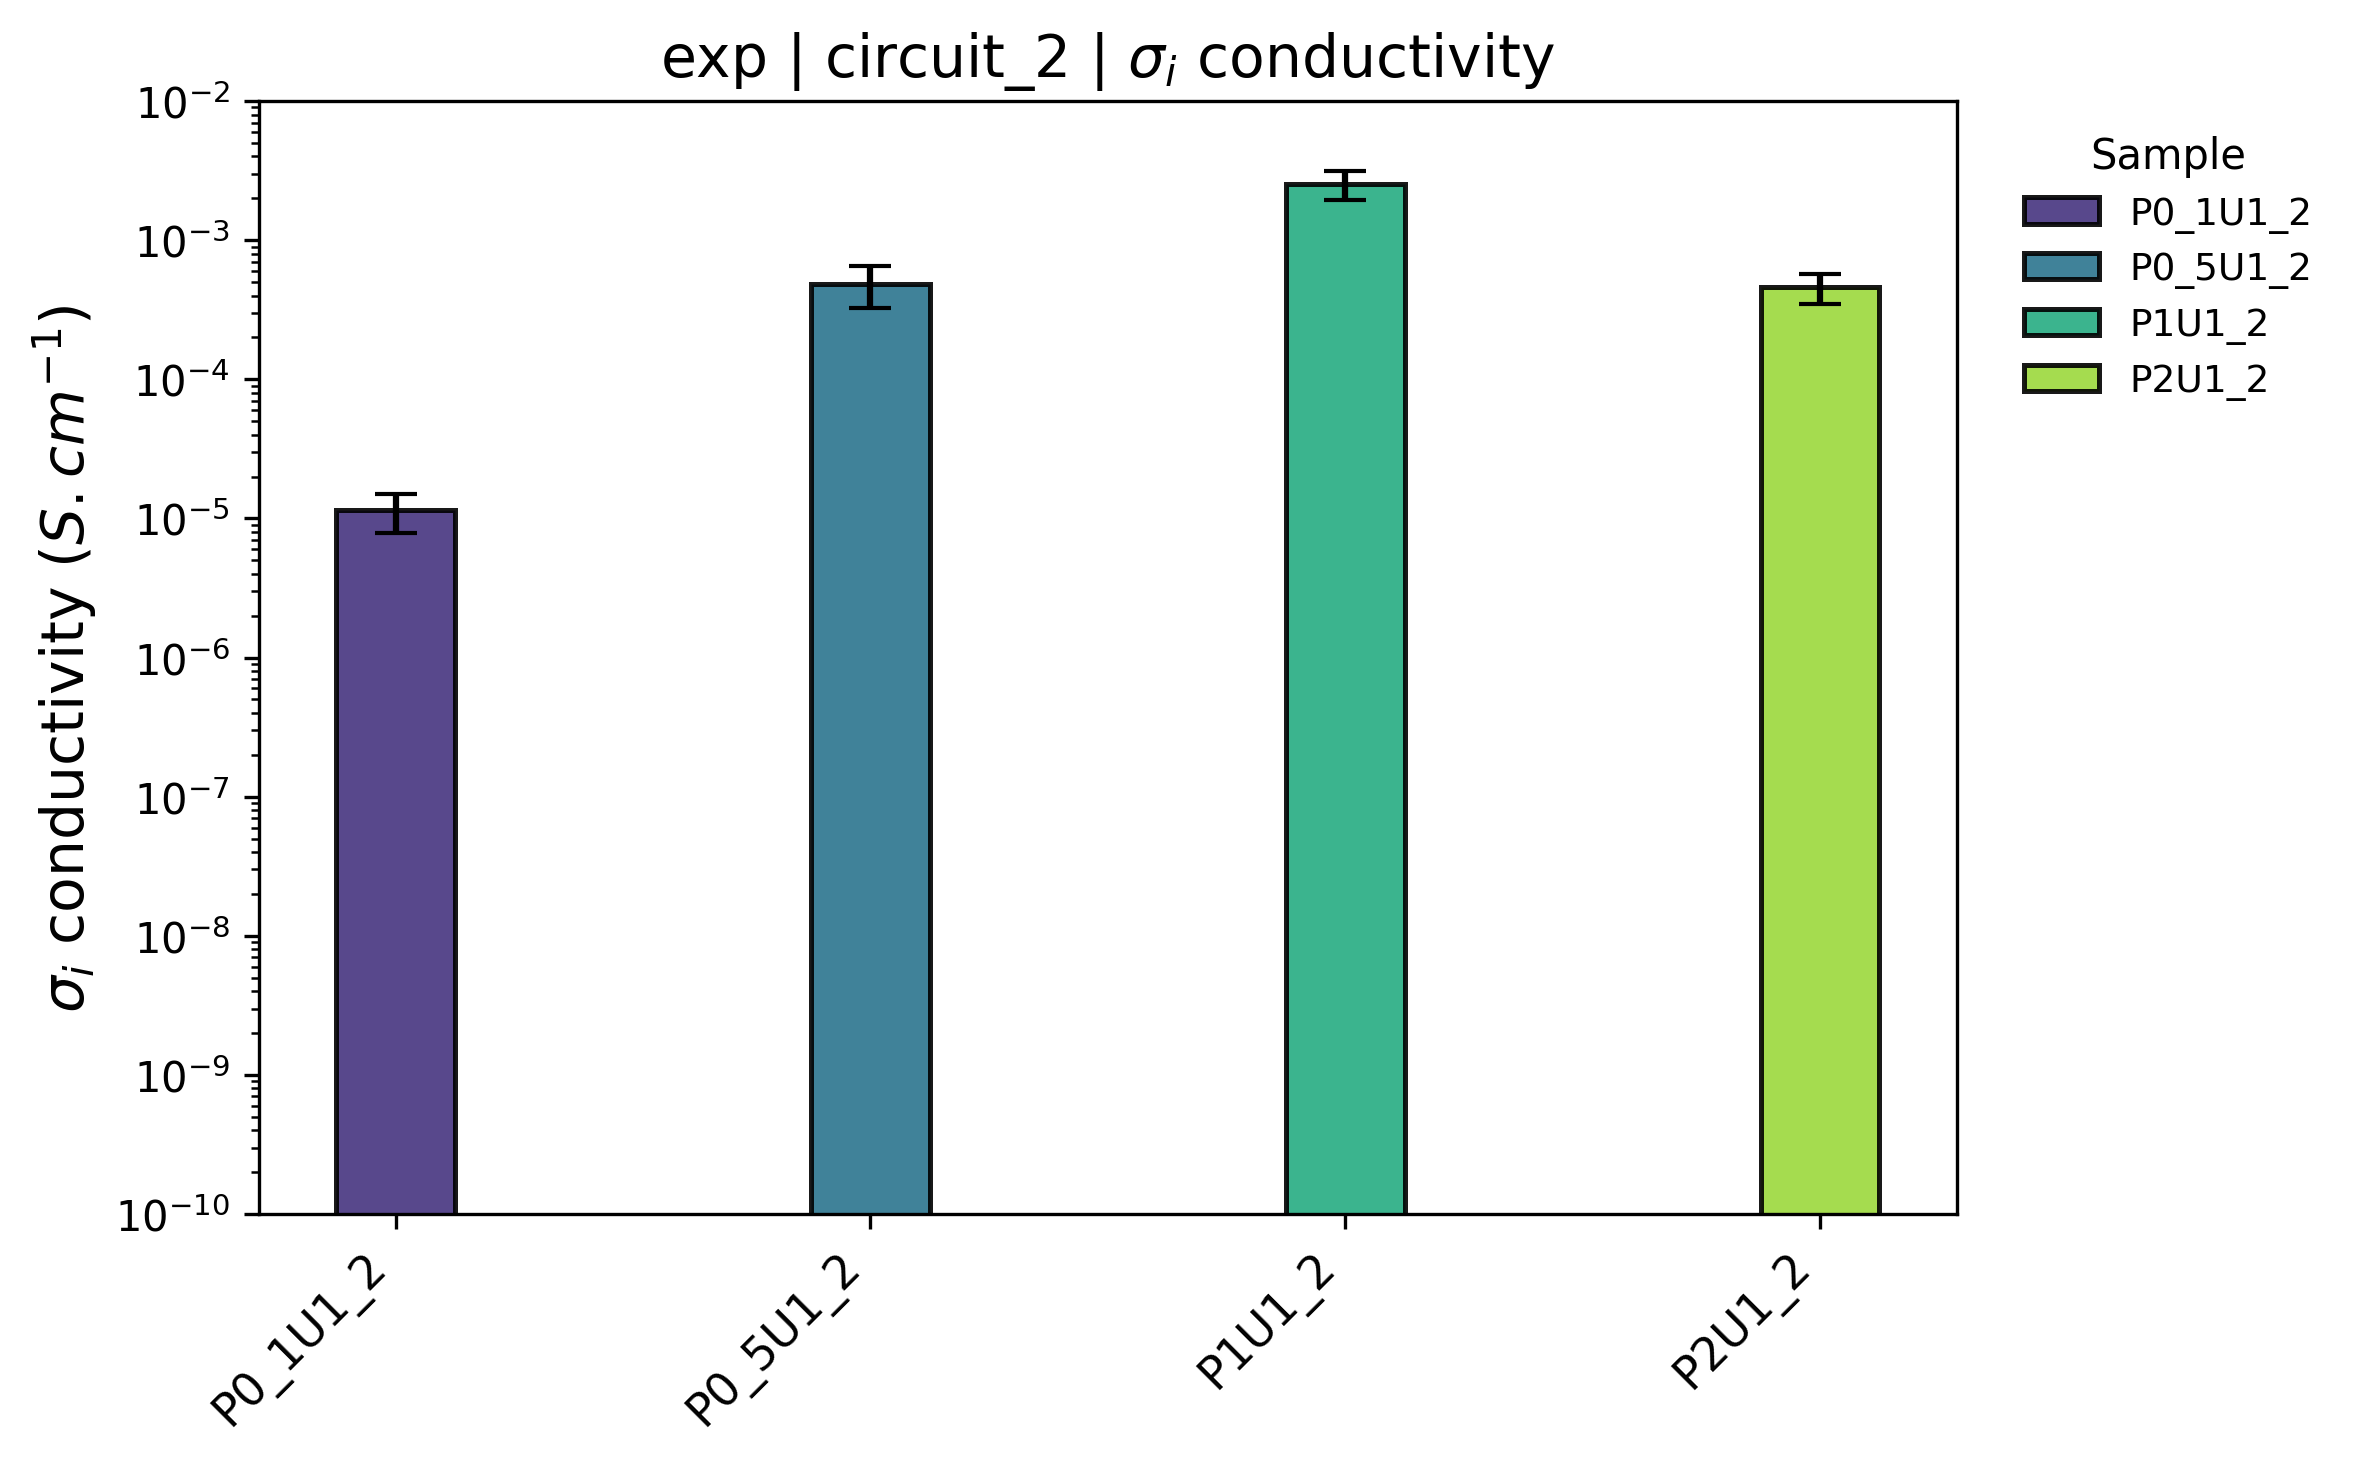 exp | circuit_2 | σᵢ conductivity
σᵢ conductivity (S.cm⁻¹)
10⁻²
10⁻³
10⁻⁴
10⁻⁵
10⁻⁶
10⁻⁷
10⁻⁸
10⁻⁹
10⁻¹⁰
P0_1U1_2
P0_5U1_2
P1U1_2
P2U1_2
Sample
P0_1U1_2
P0_5U1_2
P1U1_2
P2U1_2